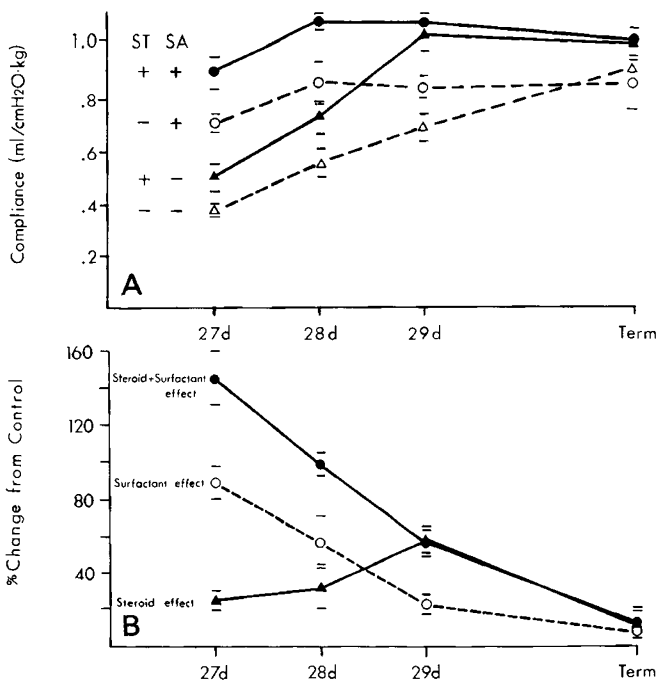 Compliance (ml/cmH2O·kg)
1.0
.8
.6
.4
.2
ST SA
+ +
− +
+ −
− −
A
27d 28d 29d Term
% Change from Control
160
120
80
40
Steroid+Surfactant
effect
Surfactant effect
Steroid effect
B
27d 28d 29d Term